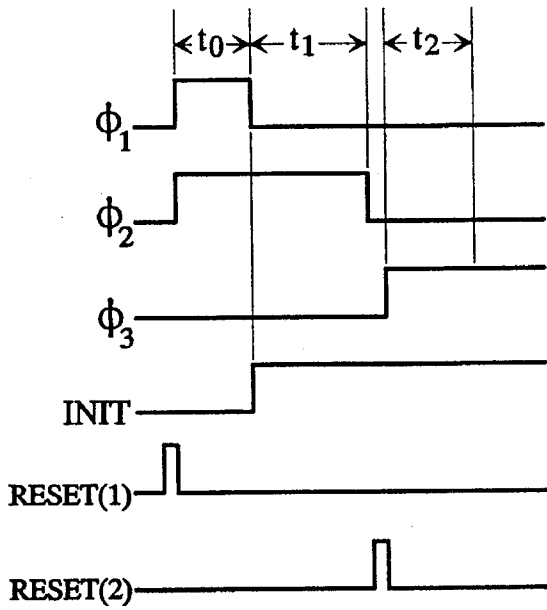 t0 t1 t2
ϕ1
ϕ2
ϕ3
INIT
RESET(1)
RESET(2)